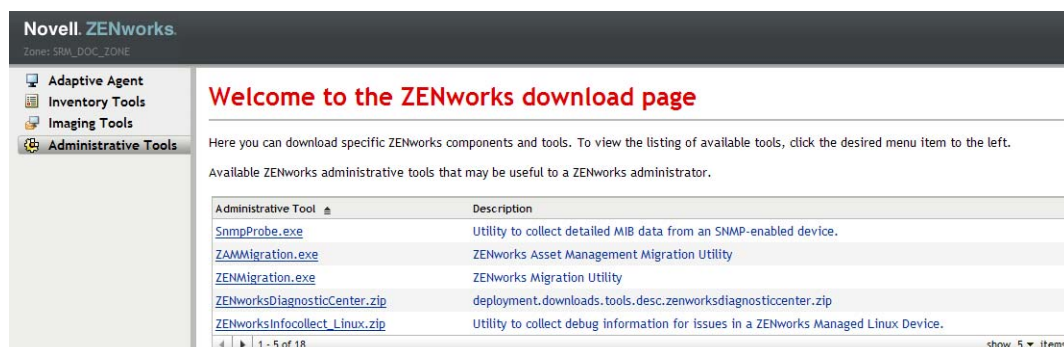 Novell. ZENworks.
Zone: SRM_DOC_ZONE
Adaptive Agent
Inventory Tools
Imaging Tools
Administrative Tools
Welcome to the ZENworks download page
Here you can download specific ZENworks components and tools. To view the listing of available tools, click the desired menu item to the left.
Available ZENworks administrative tools that may be useful to a ZENworks administrator.
Administrative Tool Description
SnmpProbe.exe Utility to collect detailed MIB data from an SNMP-enabled device.
ZAMMigration.exe ZENworks Asset Management Migration Utility
ZENMigration.exe ZENworks Migration Utility
ZENworksDiagnosticCenter.zip deployment.downloads.tools.desc.zenworksdiagnosticcenter.zip
ZENworksInfocollect_Linux.zip Utility to collect debug information for issues in a ZENworks Managed Linux Device.
1 - 5 of 18 show 5 items